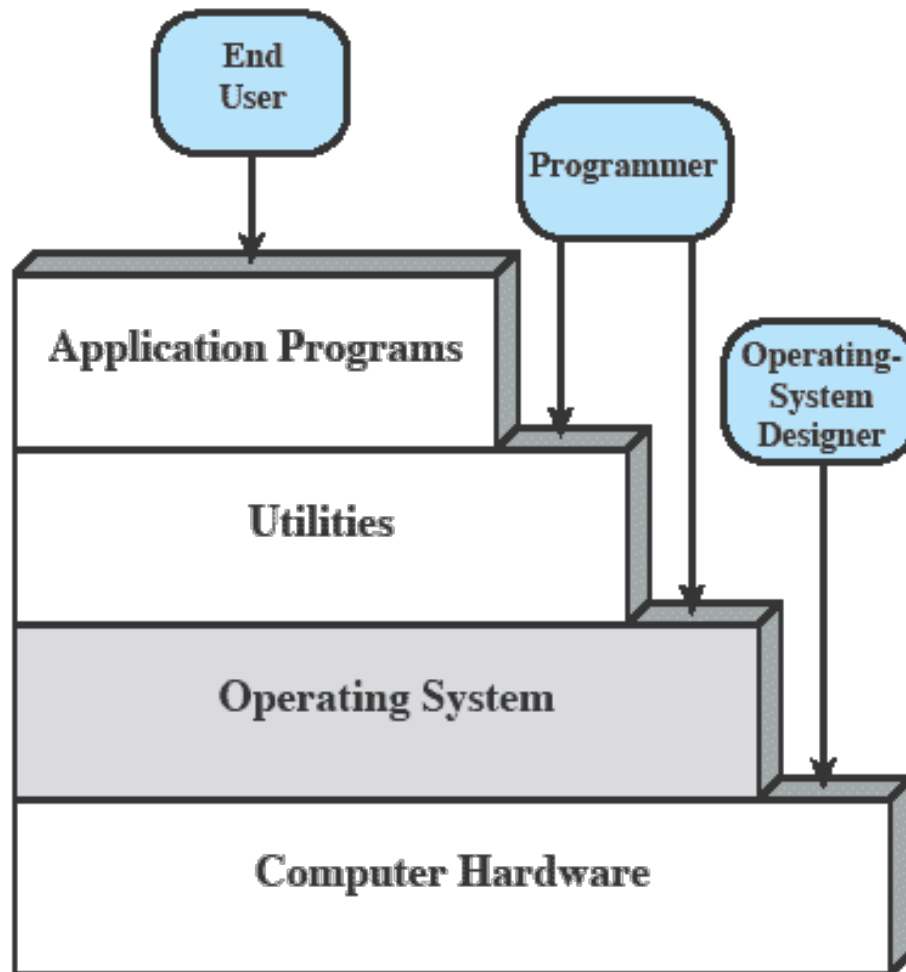 End
User
Programmer
Operating-
System
Designer
Application Programs
Utilities
Operating System
Computer Hardware